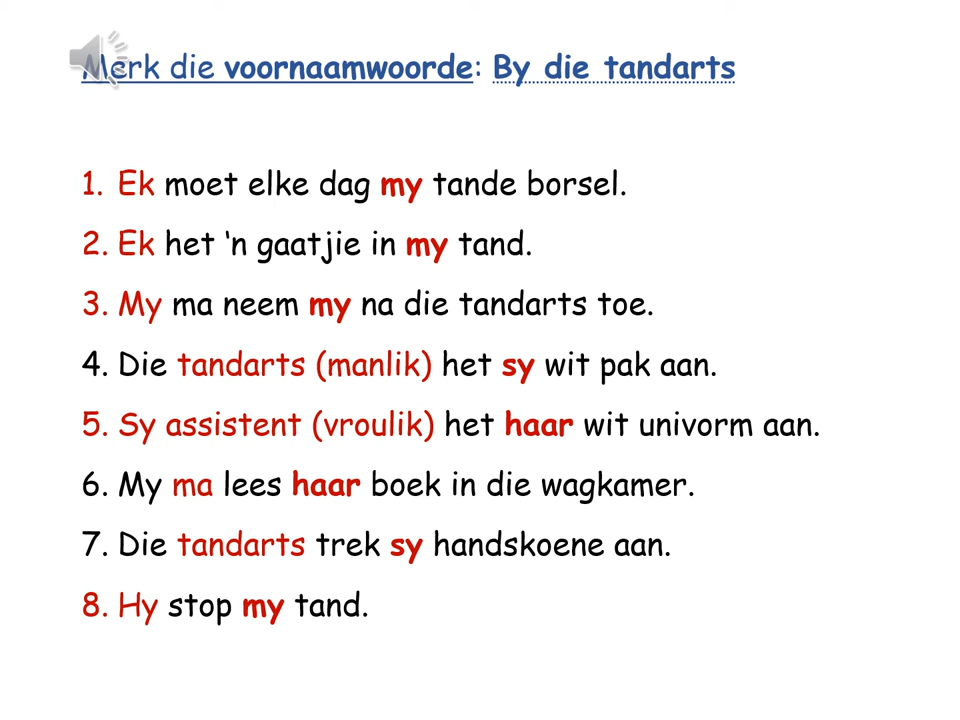 Merk die voornaamwoorde: By die tandarts
1. Ek moet elke dag my tande borsel.
2. Ek het ‘n gaatjie in my tand.
3. My ma neem my na die tandarts toe.
4. Die tandarts (manlik) het sy wit pak aan.
5. Sy assistent (vroulik) het haar wit univorm aan.
6. My ma lees haar boek in die wagkamer.
7. Die tandarts trek sy handskoene aan.
8. Hy stop my tand.